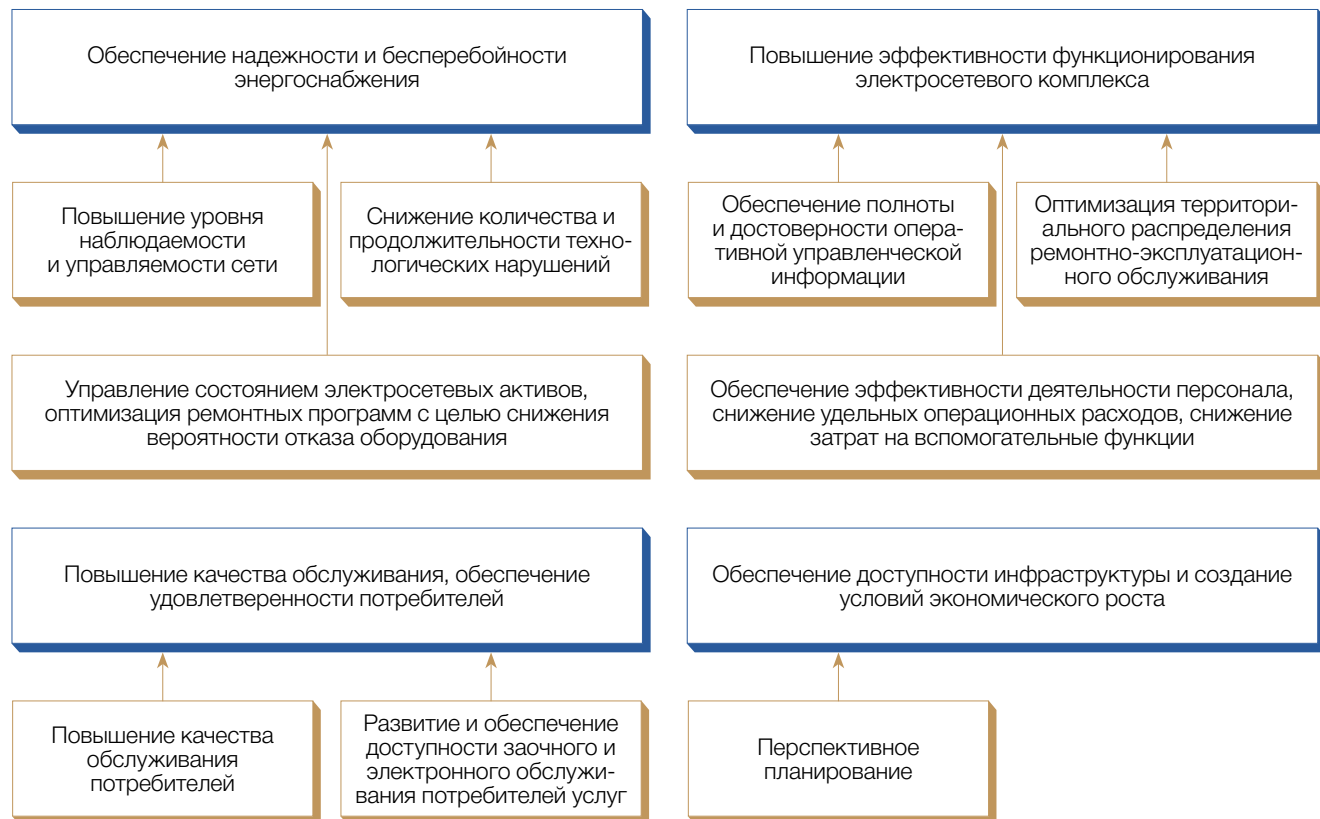 Обеспечение надежности и бесперебойности
энергоснабжения
Повышение эффективности функционирования
электросетевого комплекса
Повышение уровня
наблюдаемости
и управляемости сети
Снижение количества и
продолжительности техно-
логических нарушений
Обеспечение полноты
и достоверности опера-
тивной управленческой
информации
Оптимизация территори-
ального распределения
ремонтно-эксплуатацион-
ного обслуживания
Управление состоянием электросетевых активов,
оптимизация ремонтных программ с целью снижения
вероятности отказа оборудования
Обеспечение эффективности деятельности персонала,
снижение удельных операционных расходов, снижение
затрат на вспомогательные функции
Повышение качества обслуживания, обеспечение
удовлетверенности потребителей
Обеспечение доступности инфраструктуры и создание
условий экономического роста
Повышение качества
обслуживания
потребителей
Развитие и обеспечение
доступности заочного и
электронного обслужи-
вания потребителей услуг
Перспективное
планирование